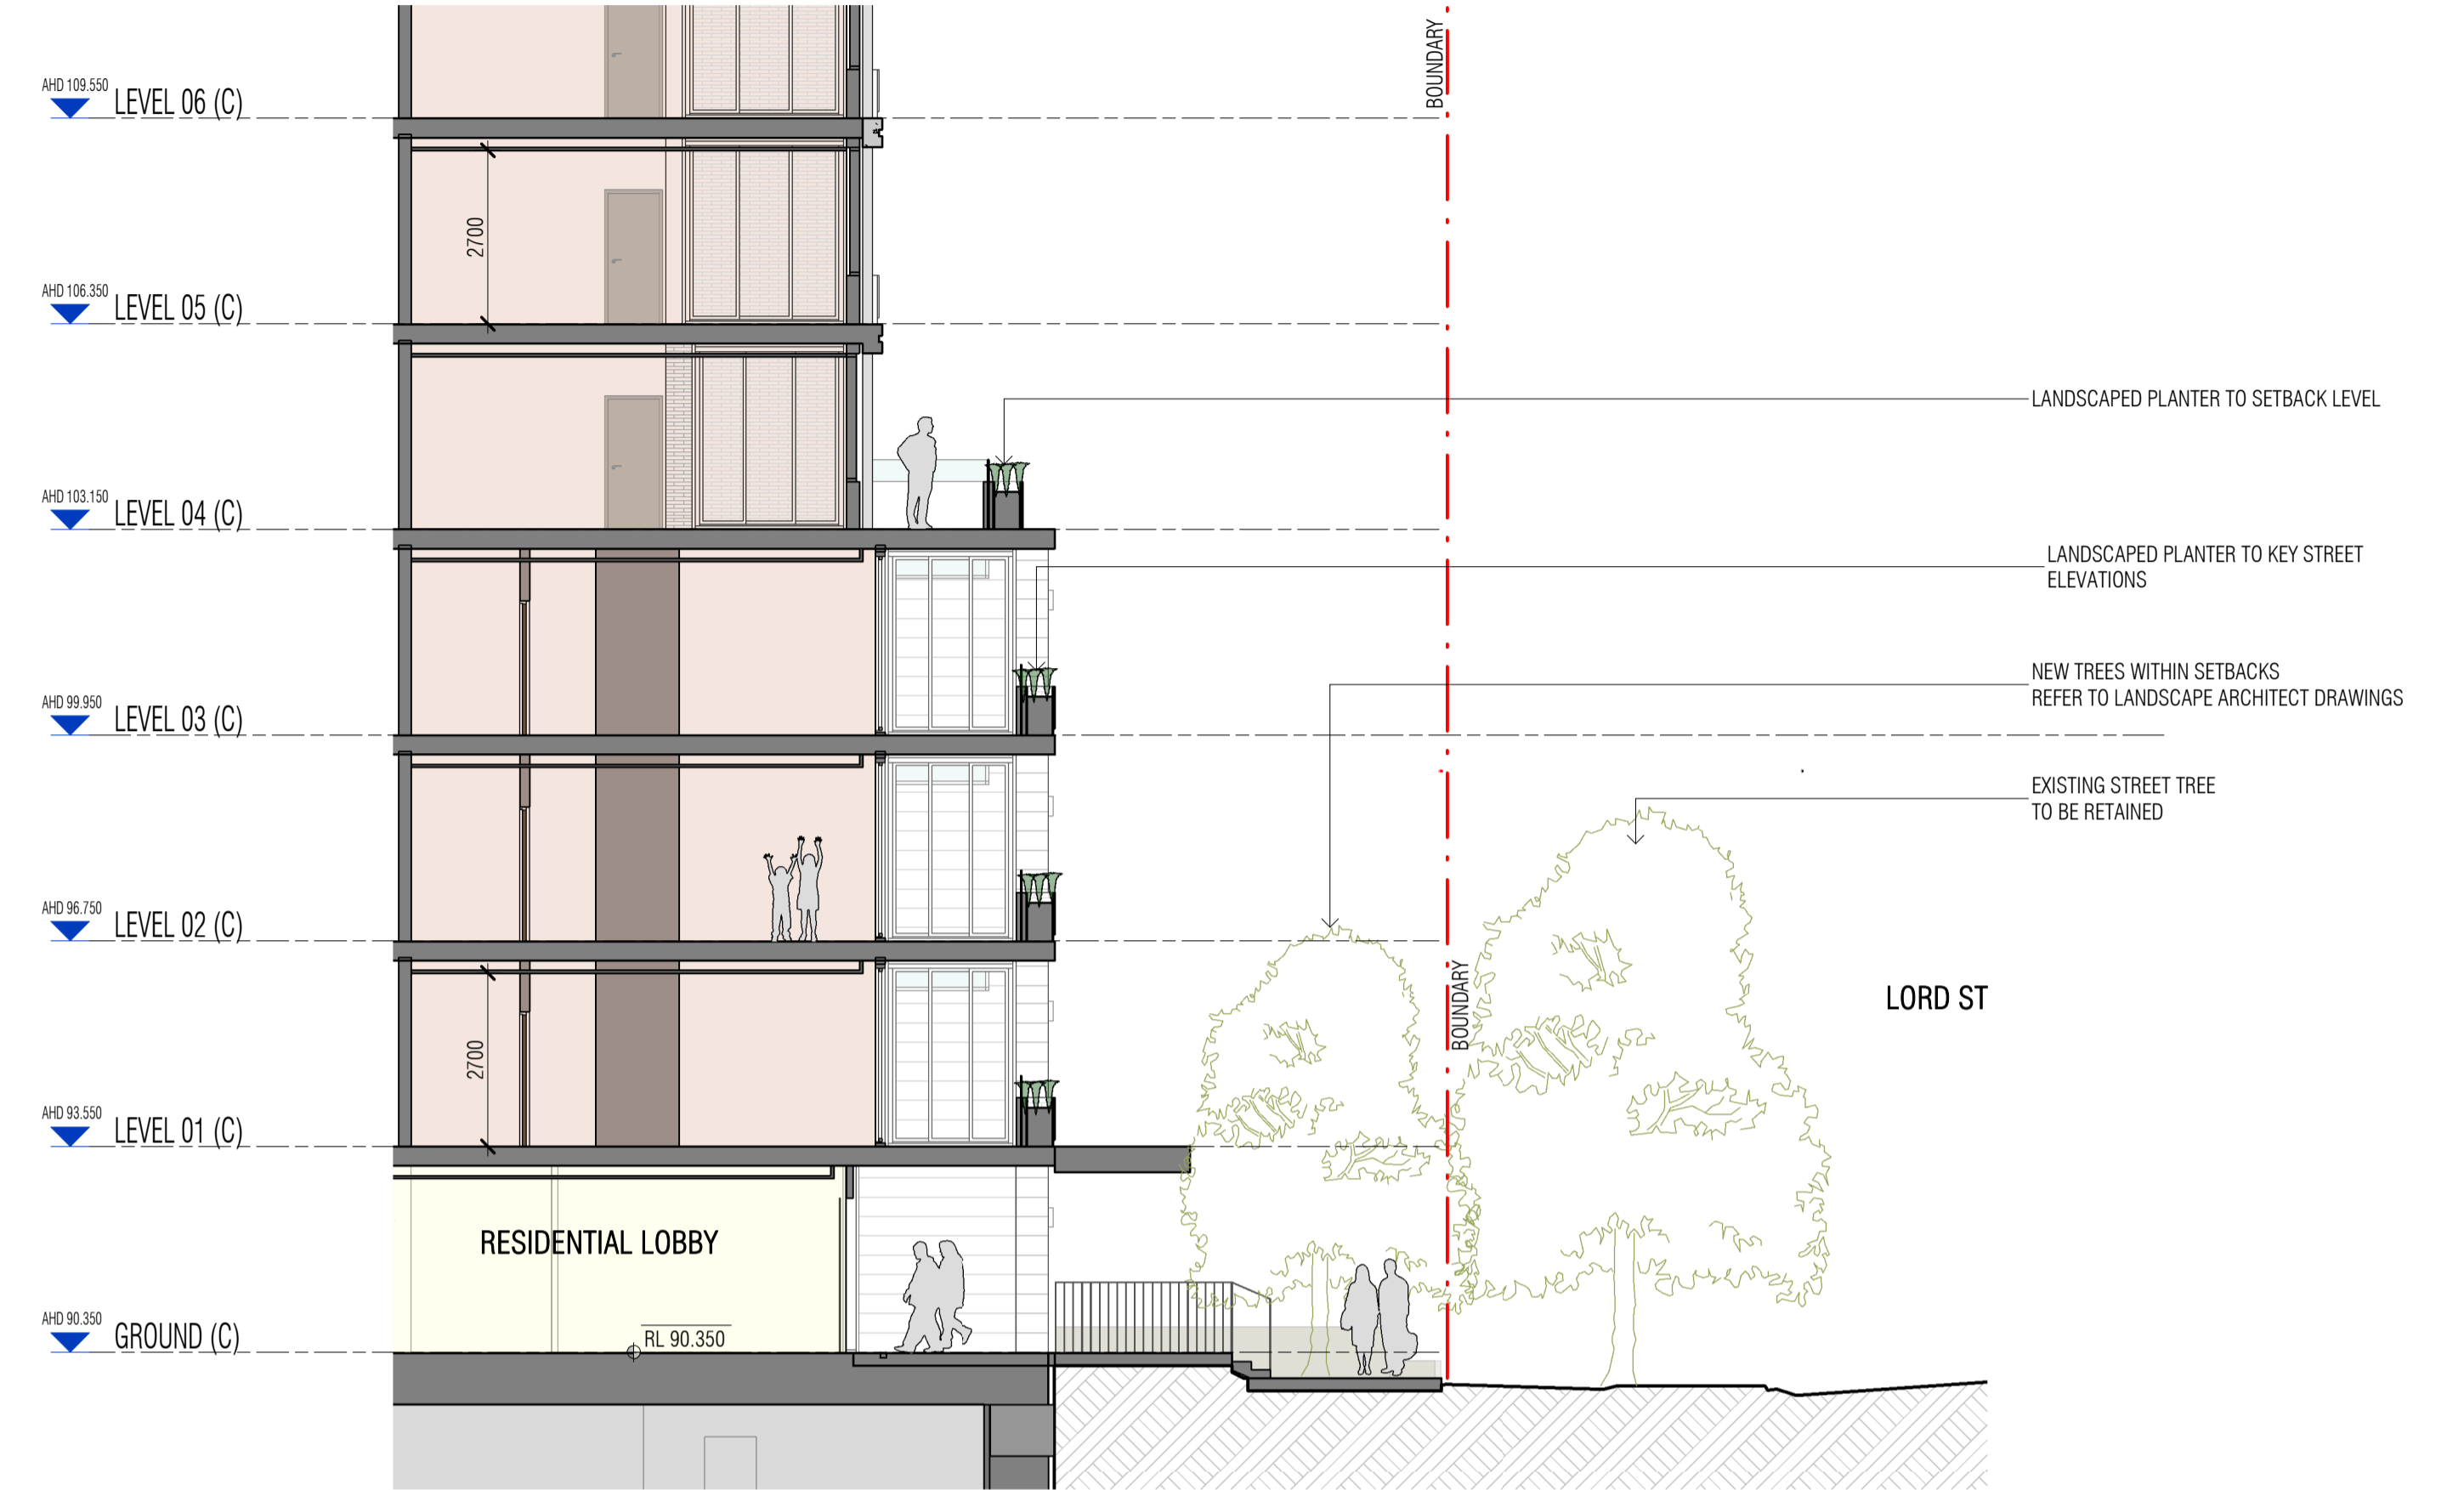 BOUNDARY
AHD 109.550
LEVEL 06 (C)
2700
AHD 106.350
LEVEL 05 (C)
LANDSCAPED PLANTER TO SETBACK LEVEL
AHD 103.150
LEVEL 04 (C)
LANDSCAPED PLANTER TO KEY STREET
ELEVATIONS
NEW TREES WITHIN SETBACKS
REFER TO LANDSCAPE ARCHITECT DRAWINGS
AHD 99.950
LEVEL 03 (C)
EXISTING STREET TREE
TO BE RETAINED
AHD 96.750
LEVEL 02 (C)
BOUNDARY
LORD ST
2700
AHD 93.550
LEVEL 01 (C)
RESIDENTIAL LOBBY
AHD 90.350
GROUND (C)
RL 90.350